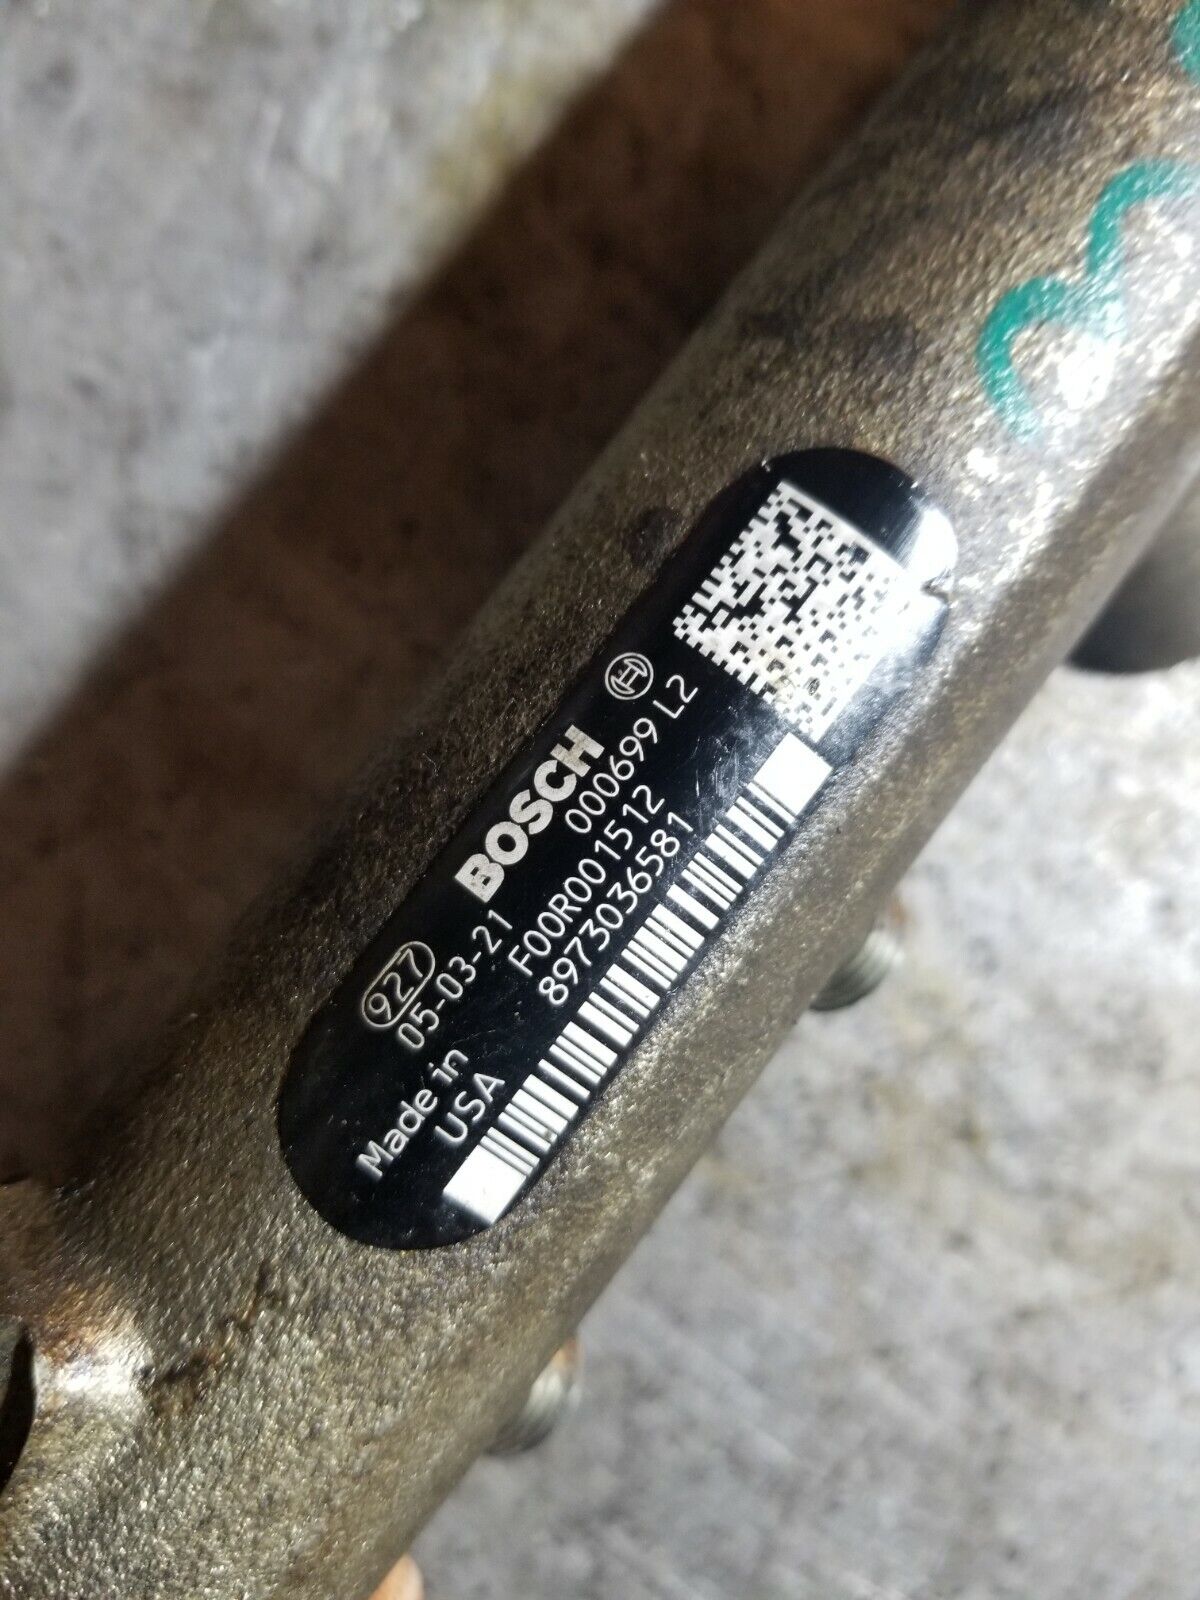 BOSCH
000699 L2
F00R001512
8973036581
927
05-03-21
Made in
USA